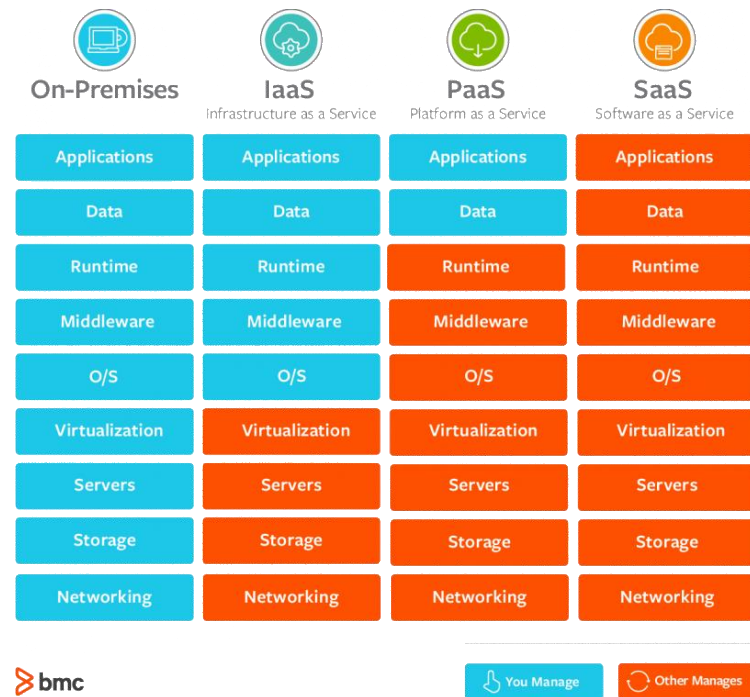 On-Premises IaaS PaaS SaaS
Infrastructure as a Service Platform as a Service Software as a Service
Applications Applications Applications Applications
Data Data Data Data
Runtime Runtime Runtime Runtime
Middleware Middleware Middleware Middleware
O/S O/S O/S O/S
Virtualization Virtualization Virtualization Virtualization
Servers Servers Servers Servers
Storage Storage Storage Storage
Networking Networking Networking Networking
bmc You Manage Other Manages